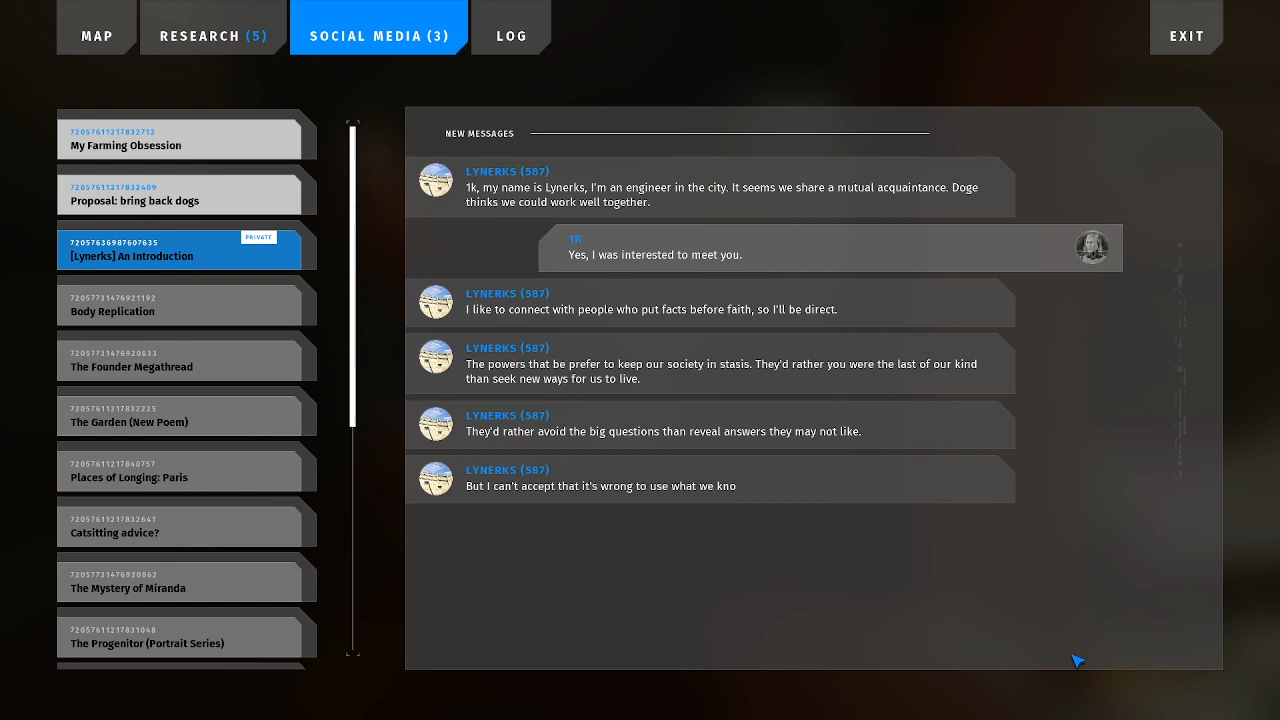 MAP
RESEARCH (5)
SOCIAL MEDIA (3)
LOG
EXIT
72057611217832712
My Farming Obsession
72057611217832409
Proposal: bring back dogs
72057636987607635
PRIVATE
[Lynerks] An Introduction
72057731476921192
Body Replication
72057731476920633
The Founder Megathread
72057611217832225
The Garden (New Poem)
72057611217840757
Places of Longing: Paris
72057611217832641
Catsitting advice?
72057731476920862
The Mystery of Miranda
72057611217831048
The Progenitor (Portrait Series)
NEW MESSAGES
LYNERKS (587)
1k, my name is Lynerks, I'm an engineer in the city. It seems we share a mutual acquaintance. Doge
thinks we could work well together.
1K
Yes, I was interested to meet you.
LYNERKS (587)
I like to connect with people who put facts before faith, so I'll be direct.
LYNERKS (587)
The powers that be prefer to keep our society in stasis. They'd rather you were the last of our kind
than seek new ways for us to live.
LYNERKS (587)
They'd rather avoid the big questions than reveal answers they may not like.
LYNERKS (587)
But I can't accept that it's wrong to use what we kno